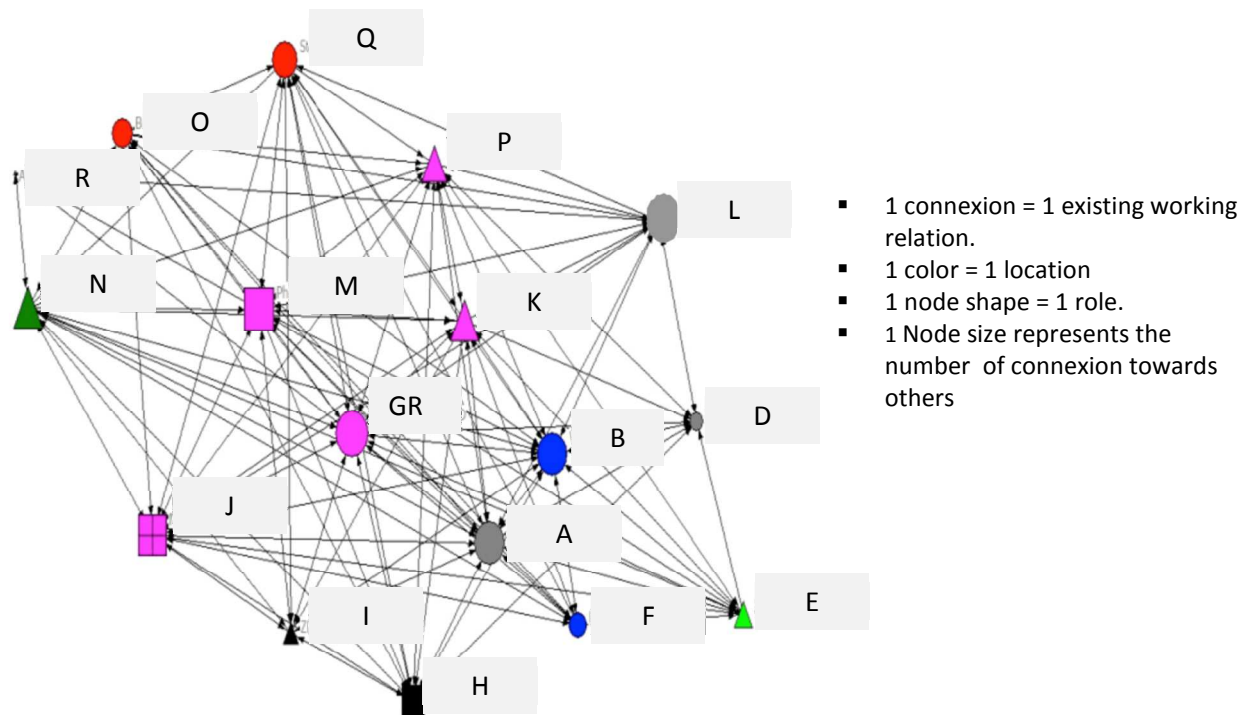 Q
O
P
R
L
N
M
K
GR
D
B
J
A
I
F
E
H
▪ 1 connexion = 1 existing working
relation.
▪ 1 color = 1 location
▪ 1 node shape = 1 role.
▪ 1 Node size represents the
number of connexion towards
others